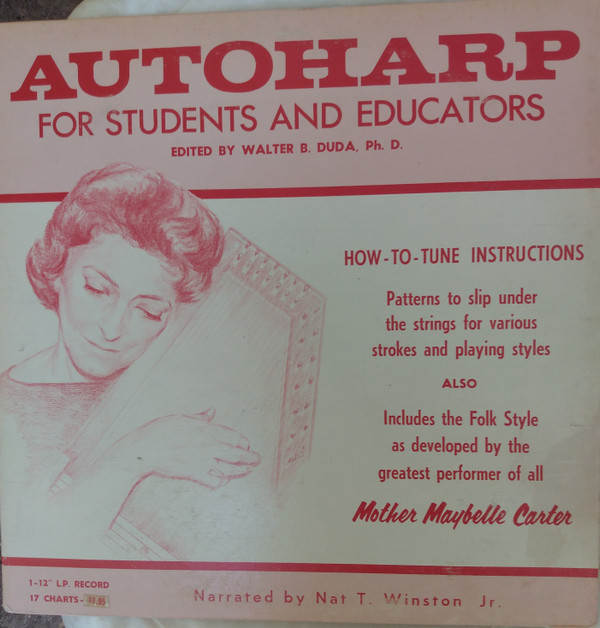 AUTOHARP
FOR STUDENTS AND EDUCATORS
EDITED BY WALTER B. DUDA, Ph. D.
HOW-TO-TUNE INSTRUCTIONS
Patterns to slip under
the strings for various
strokes and playing styles
ALSO
Includes the Folk Style
as developed by the
greatest performer of all
Mother Maybelle Carter
1-12" L.P. RECORD
17 CHARTS-
Narrated by Nat T. Winston Jr.